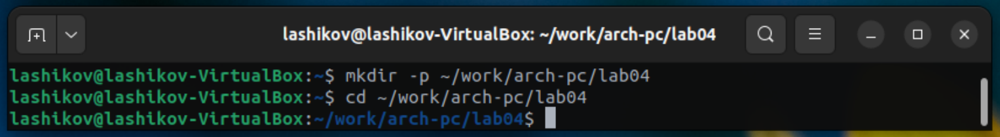 lashikov@lashikov-VirtualBox: ~/work/arch-pc/lab04
lashikov@lashikov-VirtualBox:~$ mkdir -p ~/work/arch-pc/lab04
lashikov@lashikov-VirtualBox:~$ cd ~/work/arch-pc/lab04
lashikov@lashikov-VirtualBox:~/work/arch-pc/lab04$